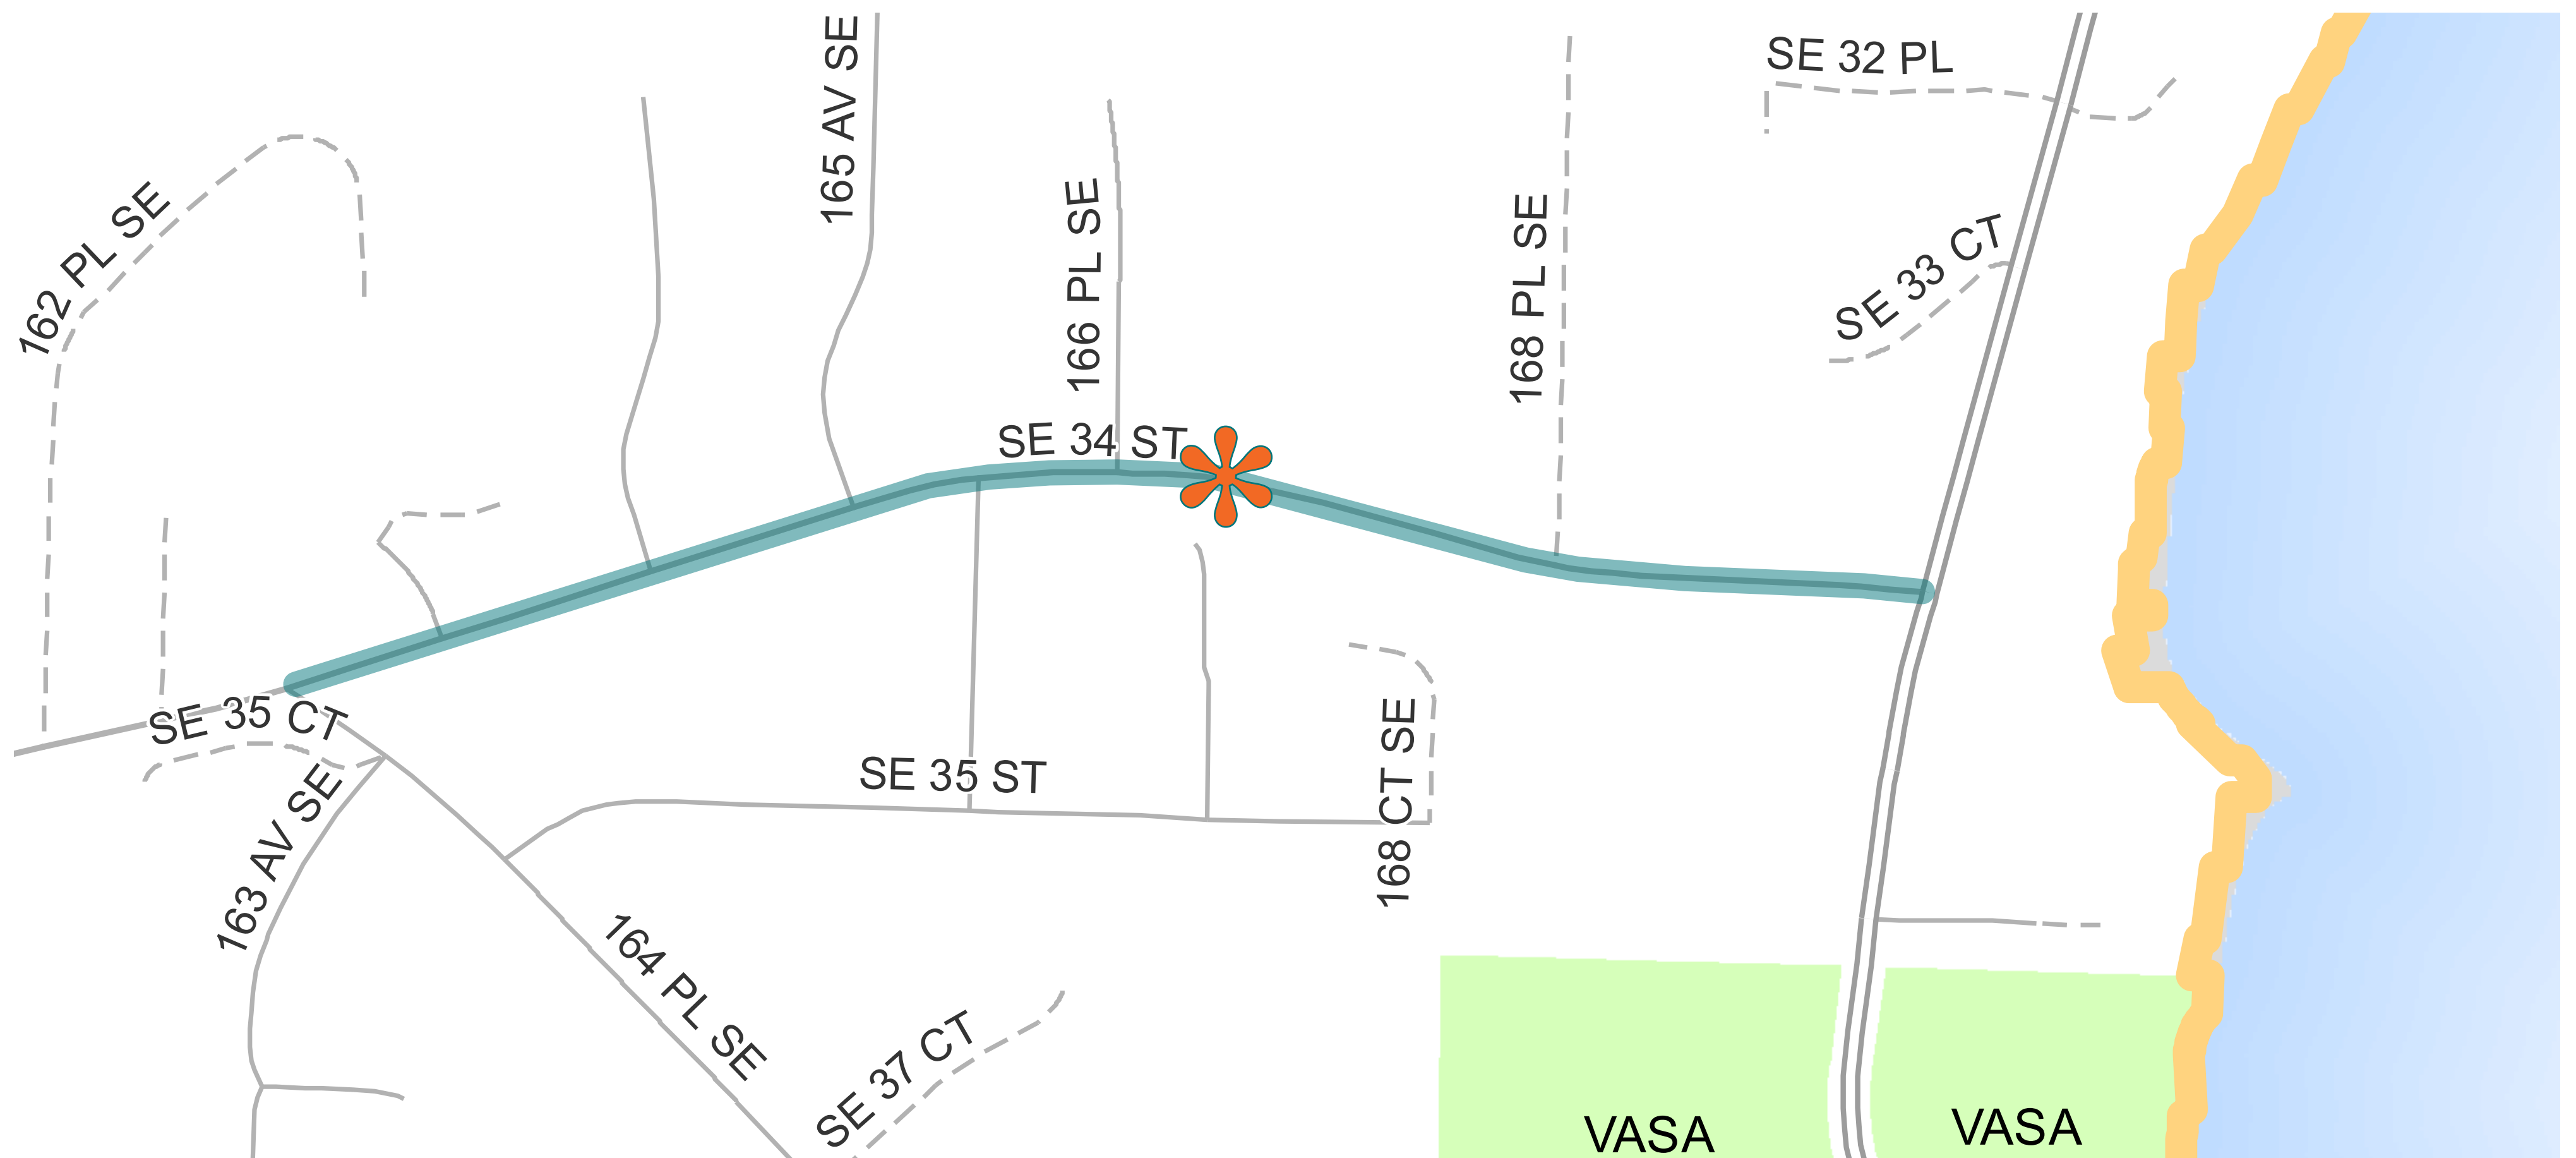 165 AV SE
SE 32 PL
162 PL SE
166 PL SE
168 PL SE
SE 33 CT
SE 34 ST
SE 35 CT
SE 35 ST
168 CT SE
163 AV SE
164 PL SE
SE 37 CT
VASA
VASA